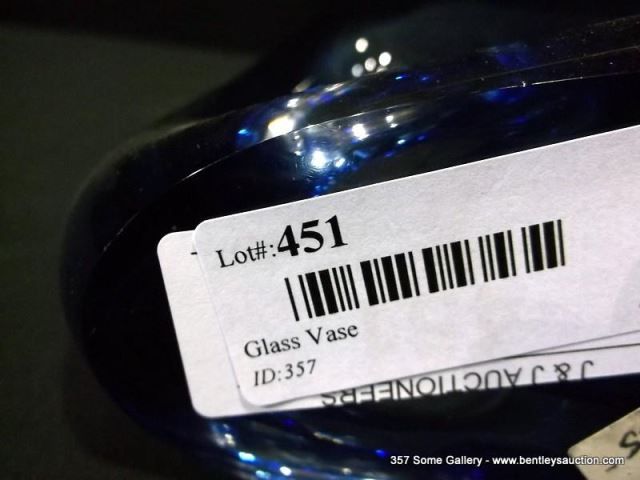 Lot#:451
Glass Vase
ID:357
J & J AUCTIONEERS
357 Some Gallery - www.bentleysauction.com